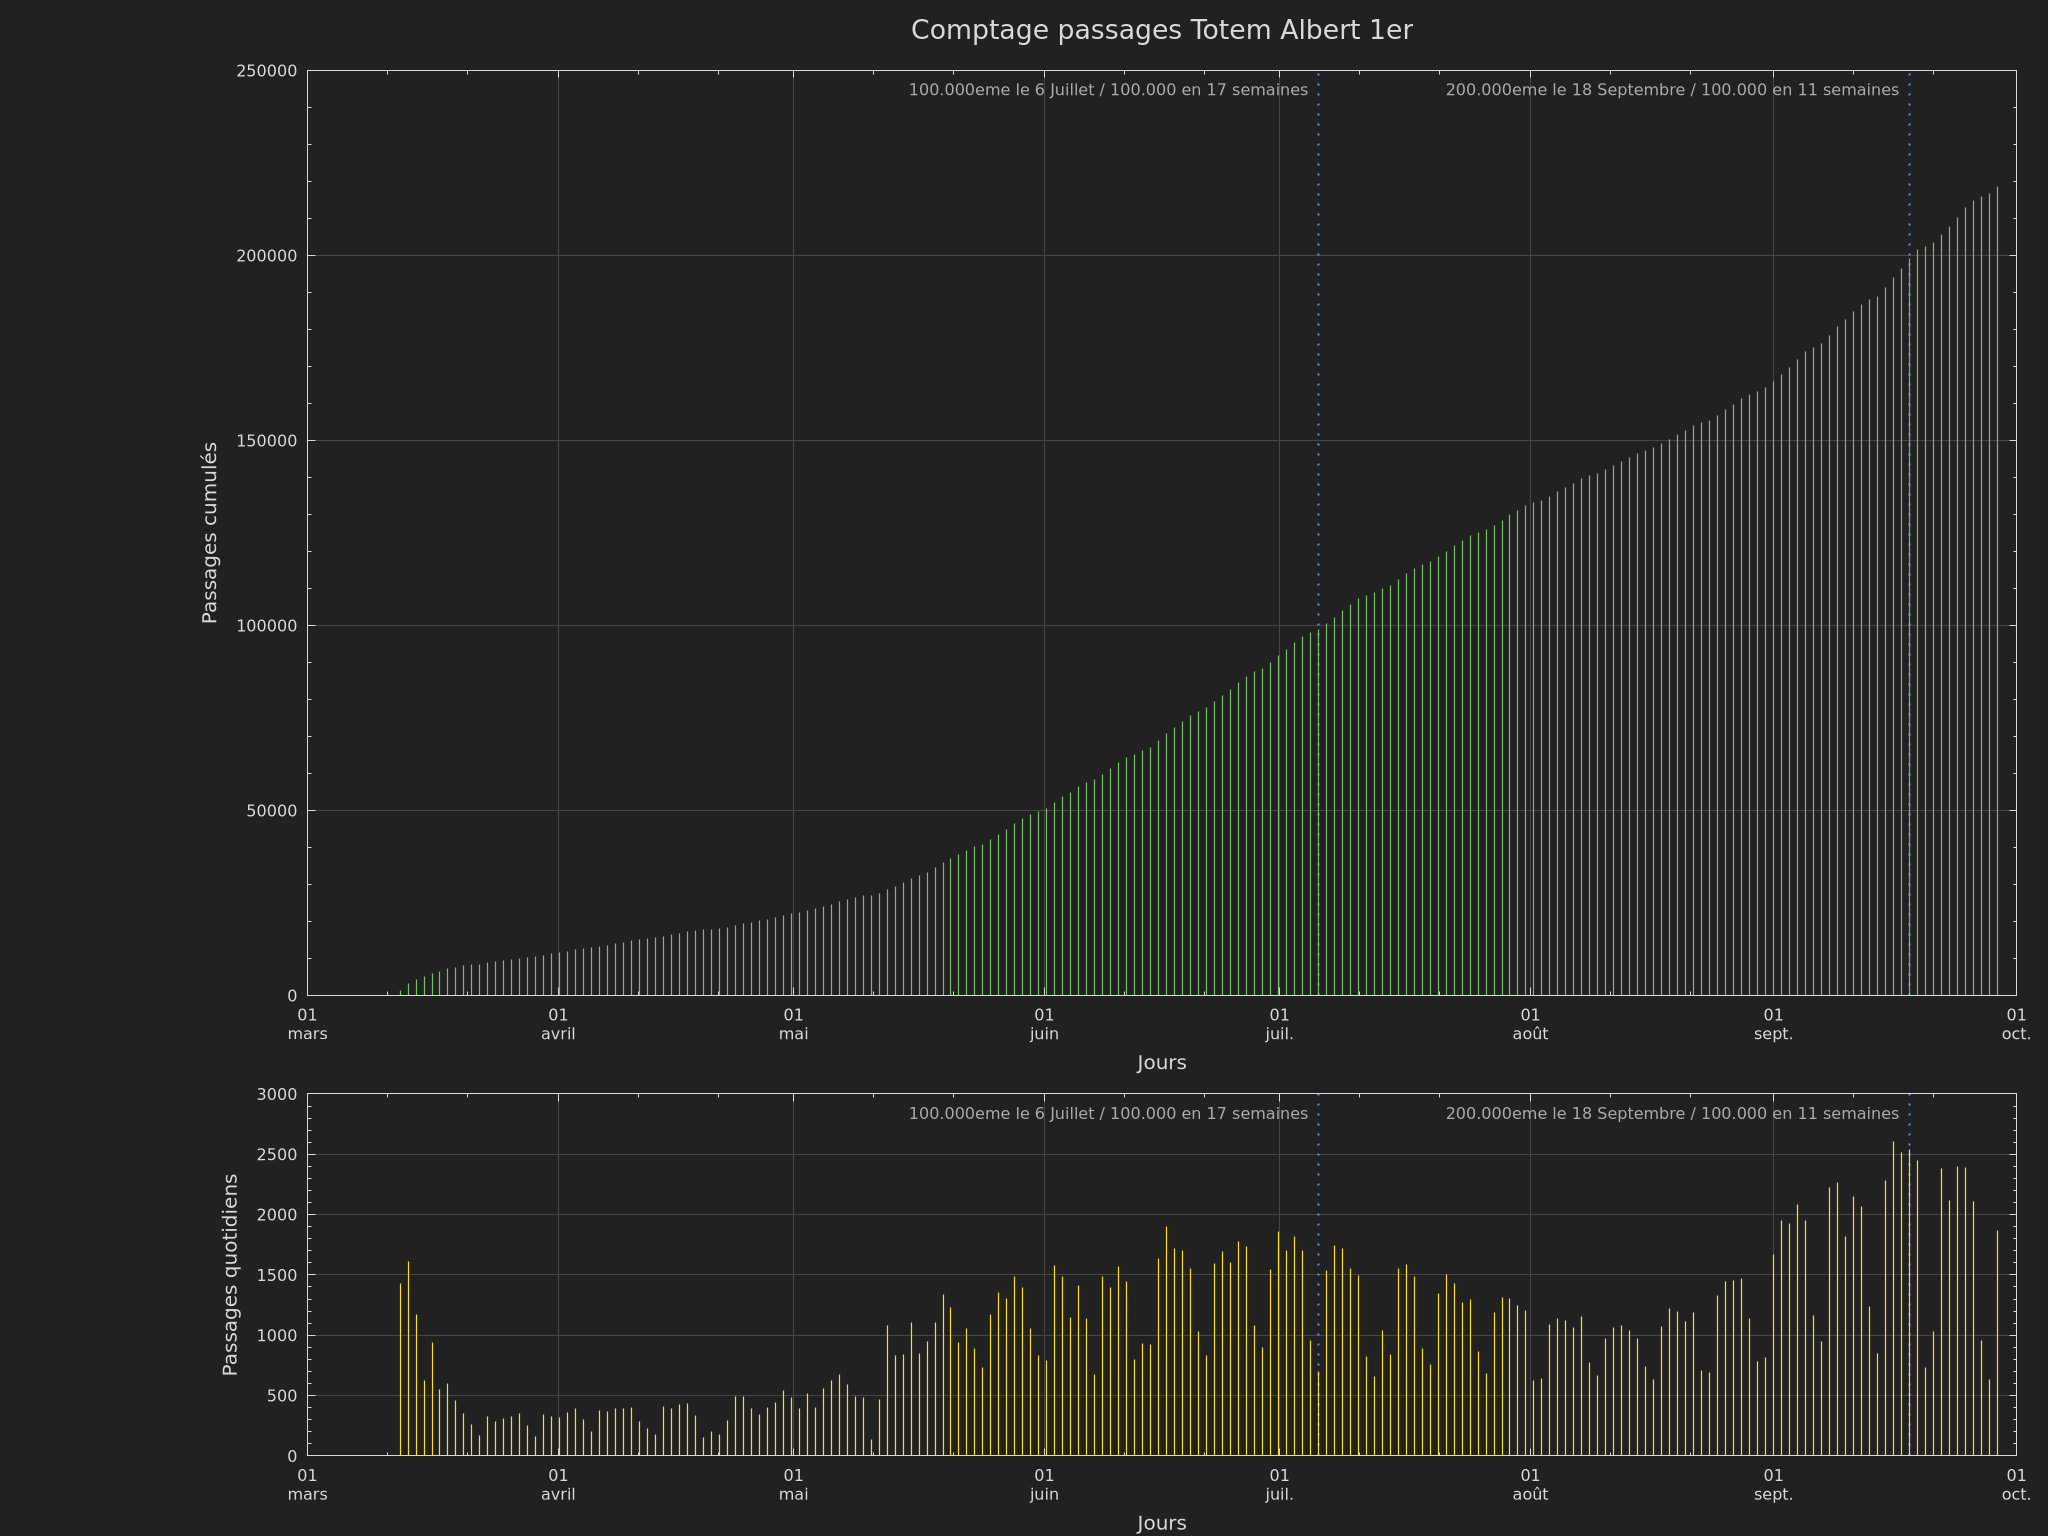 Comptage passages Totem Albert 1er
250000
100.000eme le 6 Juillet / 100.000 en 17 semaines
200.000eme le 18 Septembre / 100.000 en 11 semaines
200000
150000
100000
50000
0
Passages cumulés
01
mars
01
avril
01
mai
01
juin
01
juil.
01
août
01
sept.
01
oct.
Jours
3000
100.000eme le 6 Juillet / 100.000 en 17 semaines
200.000eme le 18 Septembre / 100.000 en 11 semaines
2500
2000
1500
1000
500
0
Passages quotidiens
01
mars
01
avril
01
mai
01
juin
01
juil.
01
août
01
sept.
01
oct.
Jours